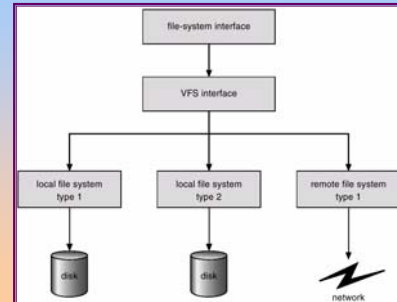 file-system interface
VFS interface
local file system
type 1
local file system
type 2
remote file system
type 1
disk
disk
network